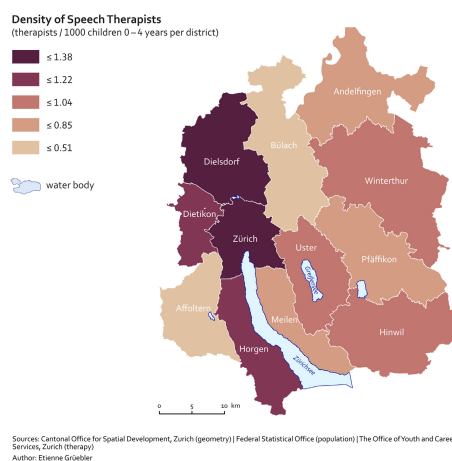 Density of Speech Therapists
(therapists / 1000 children 0–4 years per district)
≤ 1.38
≤ 1.22
≤ 1.04
≤ 0.85
≤ 0.51
water body
Andelfingen
Bülach
Dielsdorf
Winterthur
Dietikon
Zürich
Uster
Pfäffikon
Greifensee
Affoltern
Meilen
Hinwil
Horgen
Zürichsee
0 5 10 km
Sources: Cantonal Office for Spatial Development, Zurich (geometry) | Federal Statistical Office (population) | The Office of Youth and Caree
Services, Zurich (therapy)
Author: Etienne Grüebler